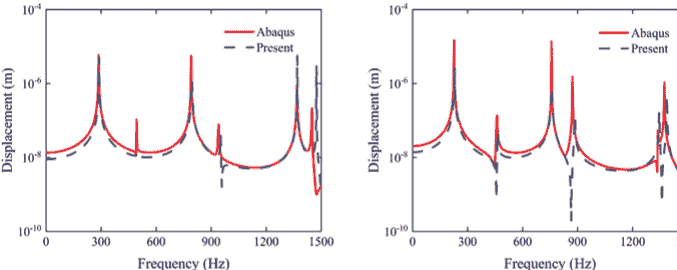 10⁻⁴
10⁻⁶
10⁻⁸
10⁻¹⁰
Displacement (m)
Abaqus
Present
0 300 600 900 1200 1500
Frequency (Hz)
10⁻⁴
10⁻⁶
10⁻⁸
10⁻¹⁰
Displacement (m)
Abaqus
Present
0 300 600 900 1200
Frequency (Hz)